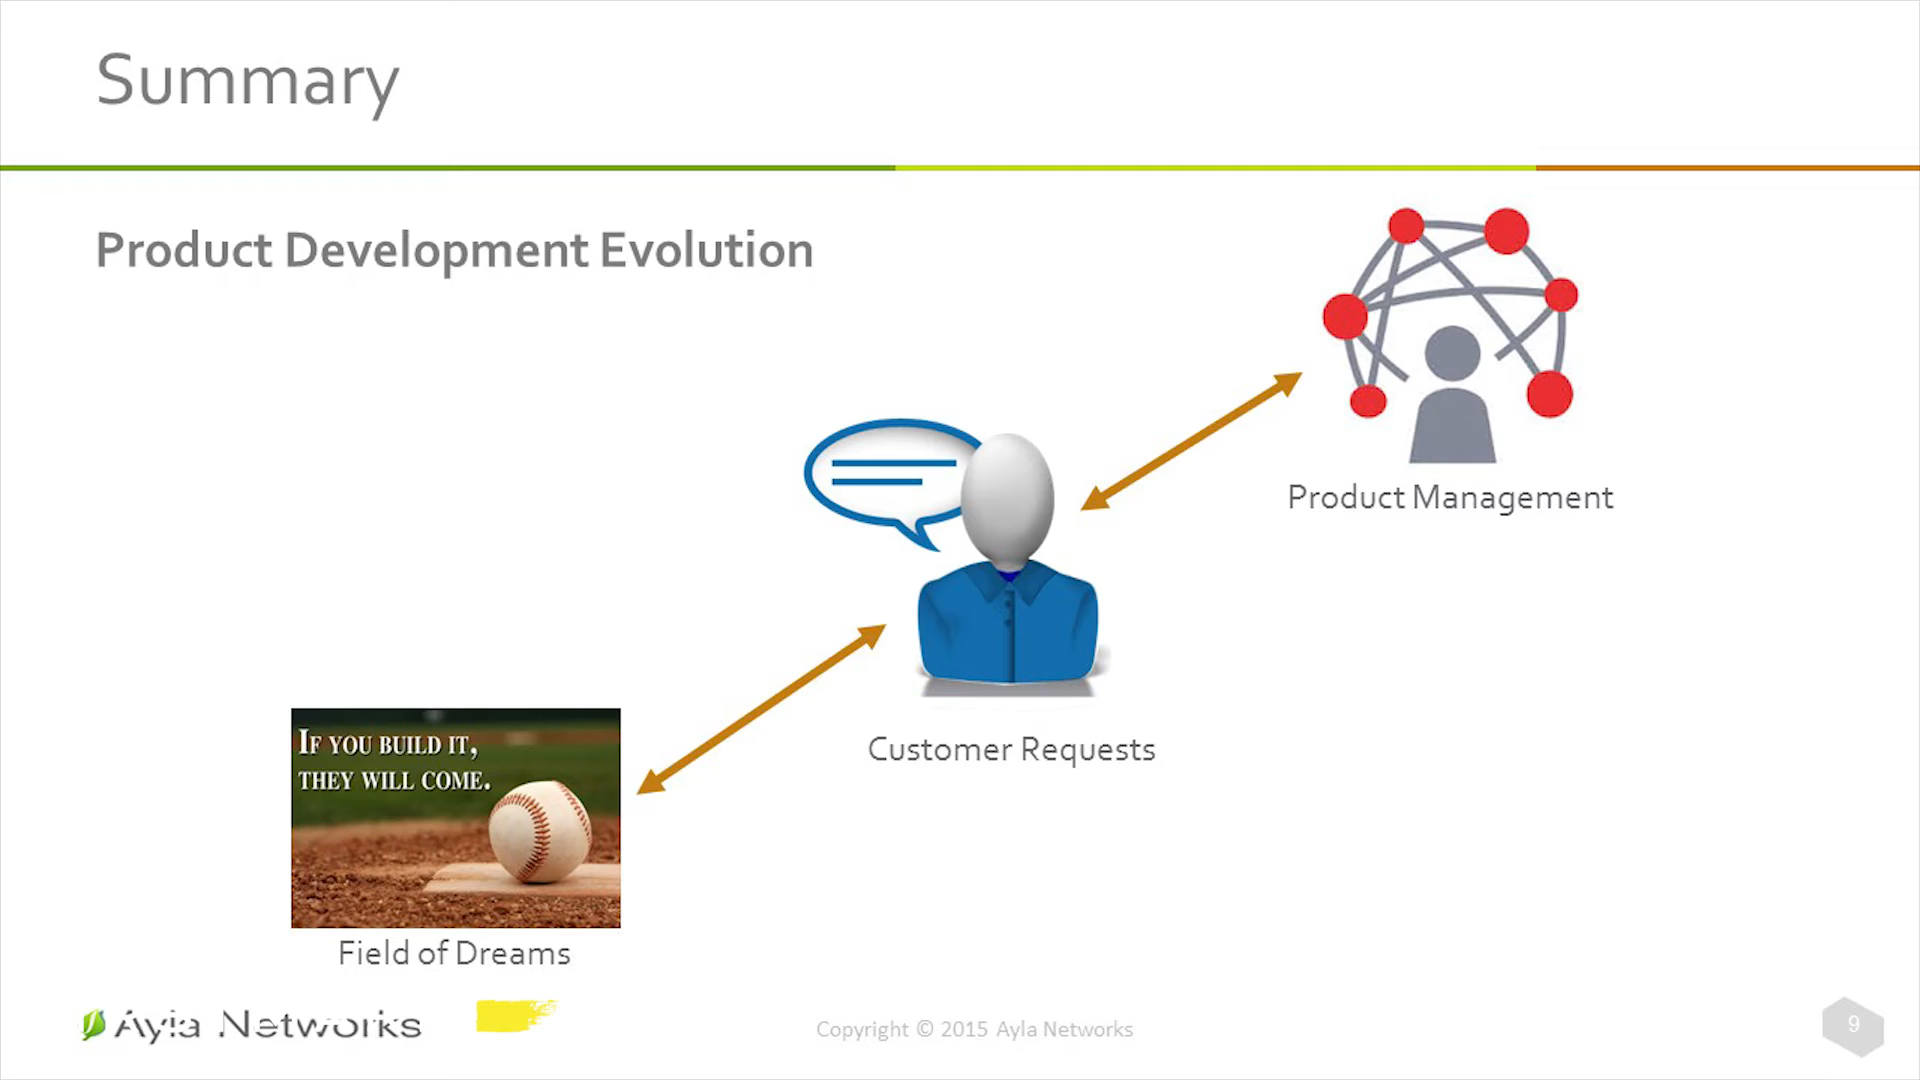 Summary
Product Development Evolution
Product Management
Customer Requests
IF YOU BUILD IT,
THEY WILL COME.
Field of Dreams
Ayla Networks
Copyright © 2015 Ayla Networks
9